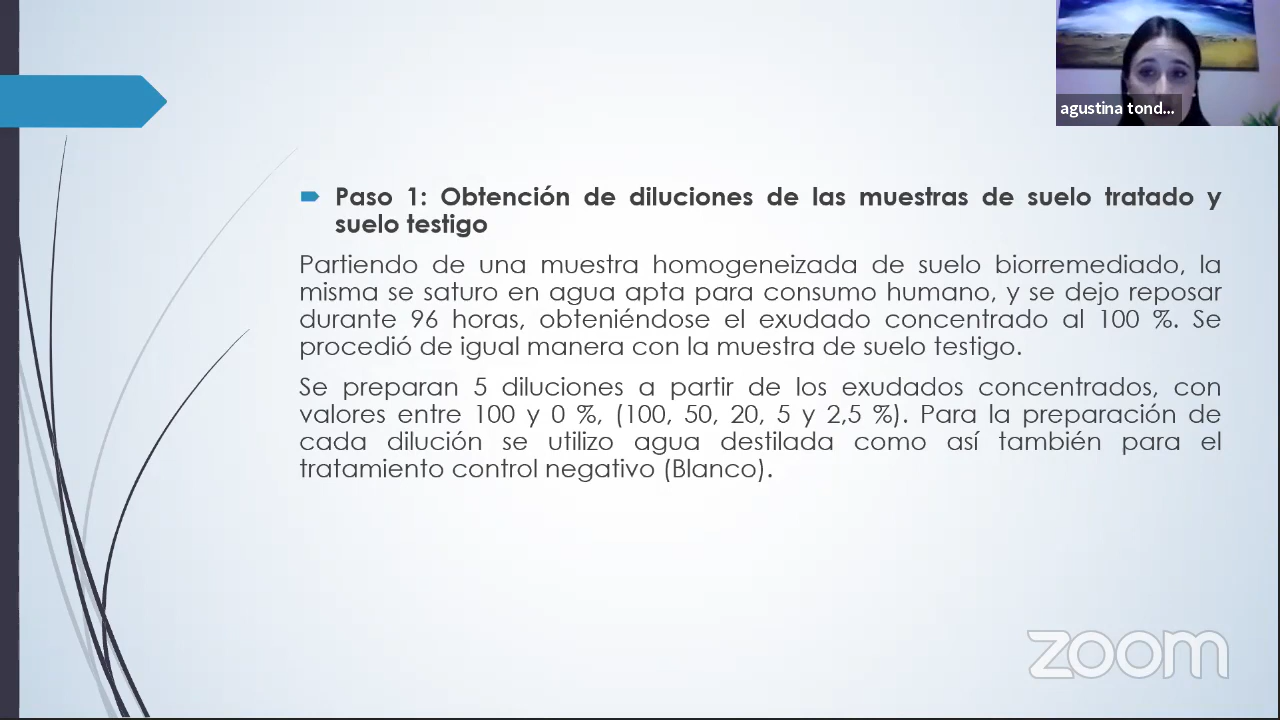 agustina tond...
Paso 1: Obtención de diluciones de las muestras de suelo tratado y
suelo testigo
Partiendo de una muestra homogeneizada de suelo biorremediado, la
misma se saturo en agua apta para consumo humano, y se dejo reposar
durante 96 horas, obteniéndose el exudado concentrado al 100 %. Se
procedió de igual manera con la muestra de suelo testigo.
Se preparan 5 diluciones a partir de los exudados concentrados, con
valores entre 100 y 0 %, (100, 50, 20, 5 y 2,5 %). Para la preparación de
cada dilución se utilizo agua destilada como así también para el
tratamiento control negativo (Blanco).
zoom